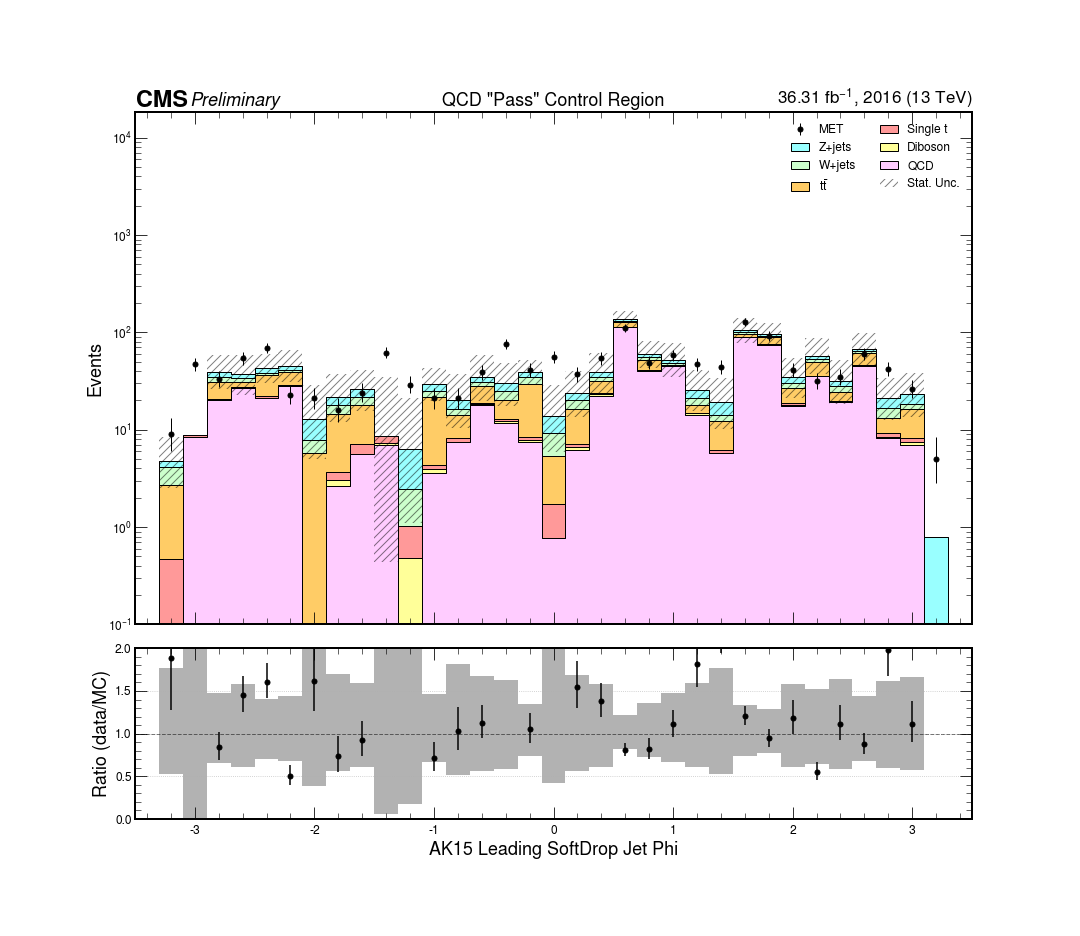 CMS Preliminary QCD "Pass" Control Region 36.31 fb⁻¹, 2016 (13 TeV)
MET Single t
Z+jets Diboson
W+jets QCD
tt̄ Stat. Unc.
10⁴
10³
10²
10¹
10⁰
10⁻¹
Events
2.0
1.5
1.0
0.5
0.0
Ratio (data/MC)
-3 -2 -1 0 1 2 3
AK15 Leading SoftDrop Jet Phi